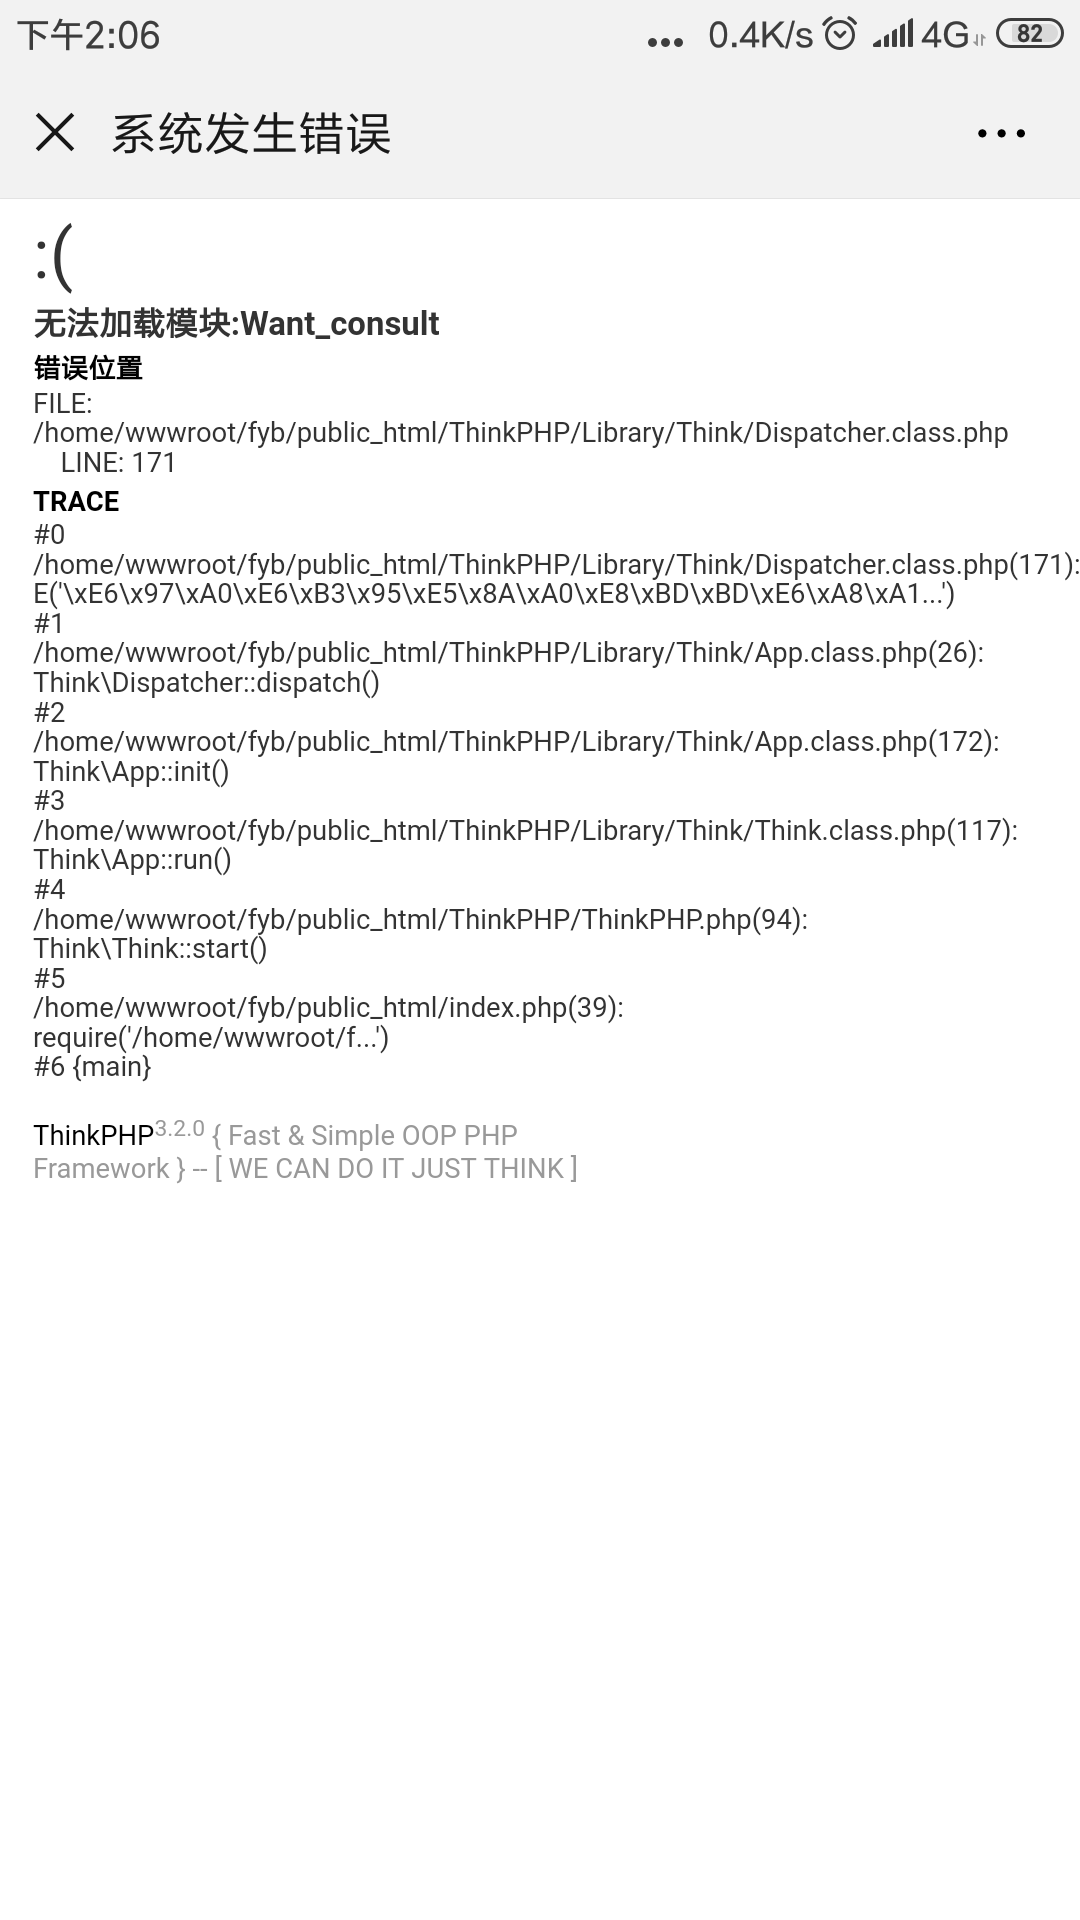 下午2:06
... 0.4K/s 4G 82
系统发生错误
:(
无法加载模块:Want_consult
错误位置
FILE:
/home/wwwroot/fyb/public_html/ThinkPHP/Library/Think/Dispatcher.class.php
LINE: 171
TRACE
#0
/home/wwwroot/fyb/public_html/ThinkPHP/Library/Think/Dispatcher.class.php(171):
E('\xE6\x97\xA0\xE6\xB3\x95\xE5\x8A\xA0\xE8\xBD\xBD\xE6\xA8\xA1...')
#1
/home/wwwroot/fyb/public_html/ThinkPHP/Library/Think/App.class.php(26):
Think\Dispatcher::dispatch()
#2
/home/wwwroot/fyb/public_html/ThinkPHP/Library/Think/App.class.php(172):
Think\App::init()
#3
/home/wwwroot/fyb/public_html/ThinkPHP/Library/Think/Think.class.php(117):
Think\App::run()
#4
/home/wwwroot/fyb/public_html/ThinkPHP/ThinkPHP.php(94):
Think\Think::start()
#5
/home/wwwroot/fyb/public_html/index.php(39):
require('/home/wwwroot/f...')
#6 {main}
ThinkPHP3.2.0 { Fast & Simple OOP PHP
Framework } -- [ WE CAN DO IT JUST THINK ]